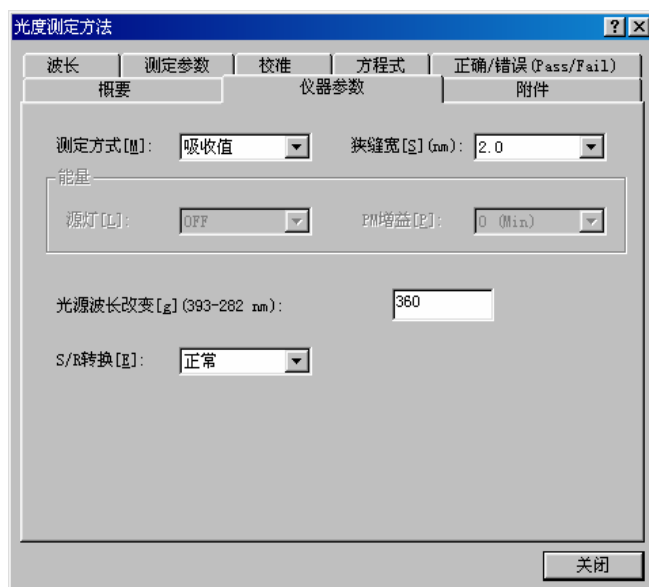 光度测定方法
波长 测定参数 校准 方程式 正确/错误(Pass/Fail)
概要 仪器参数 附件
测定方式[M]: 吸收值 狭缝宽[S](nm): 2.0
能量
源灯[L]: OFF PM增益[P]: 0 (Min)
光源波长改变[g](393-282 nm): 360
S/R转换[E]: 正常
关闭